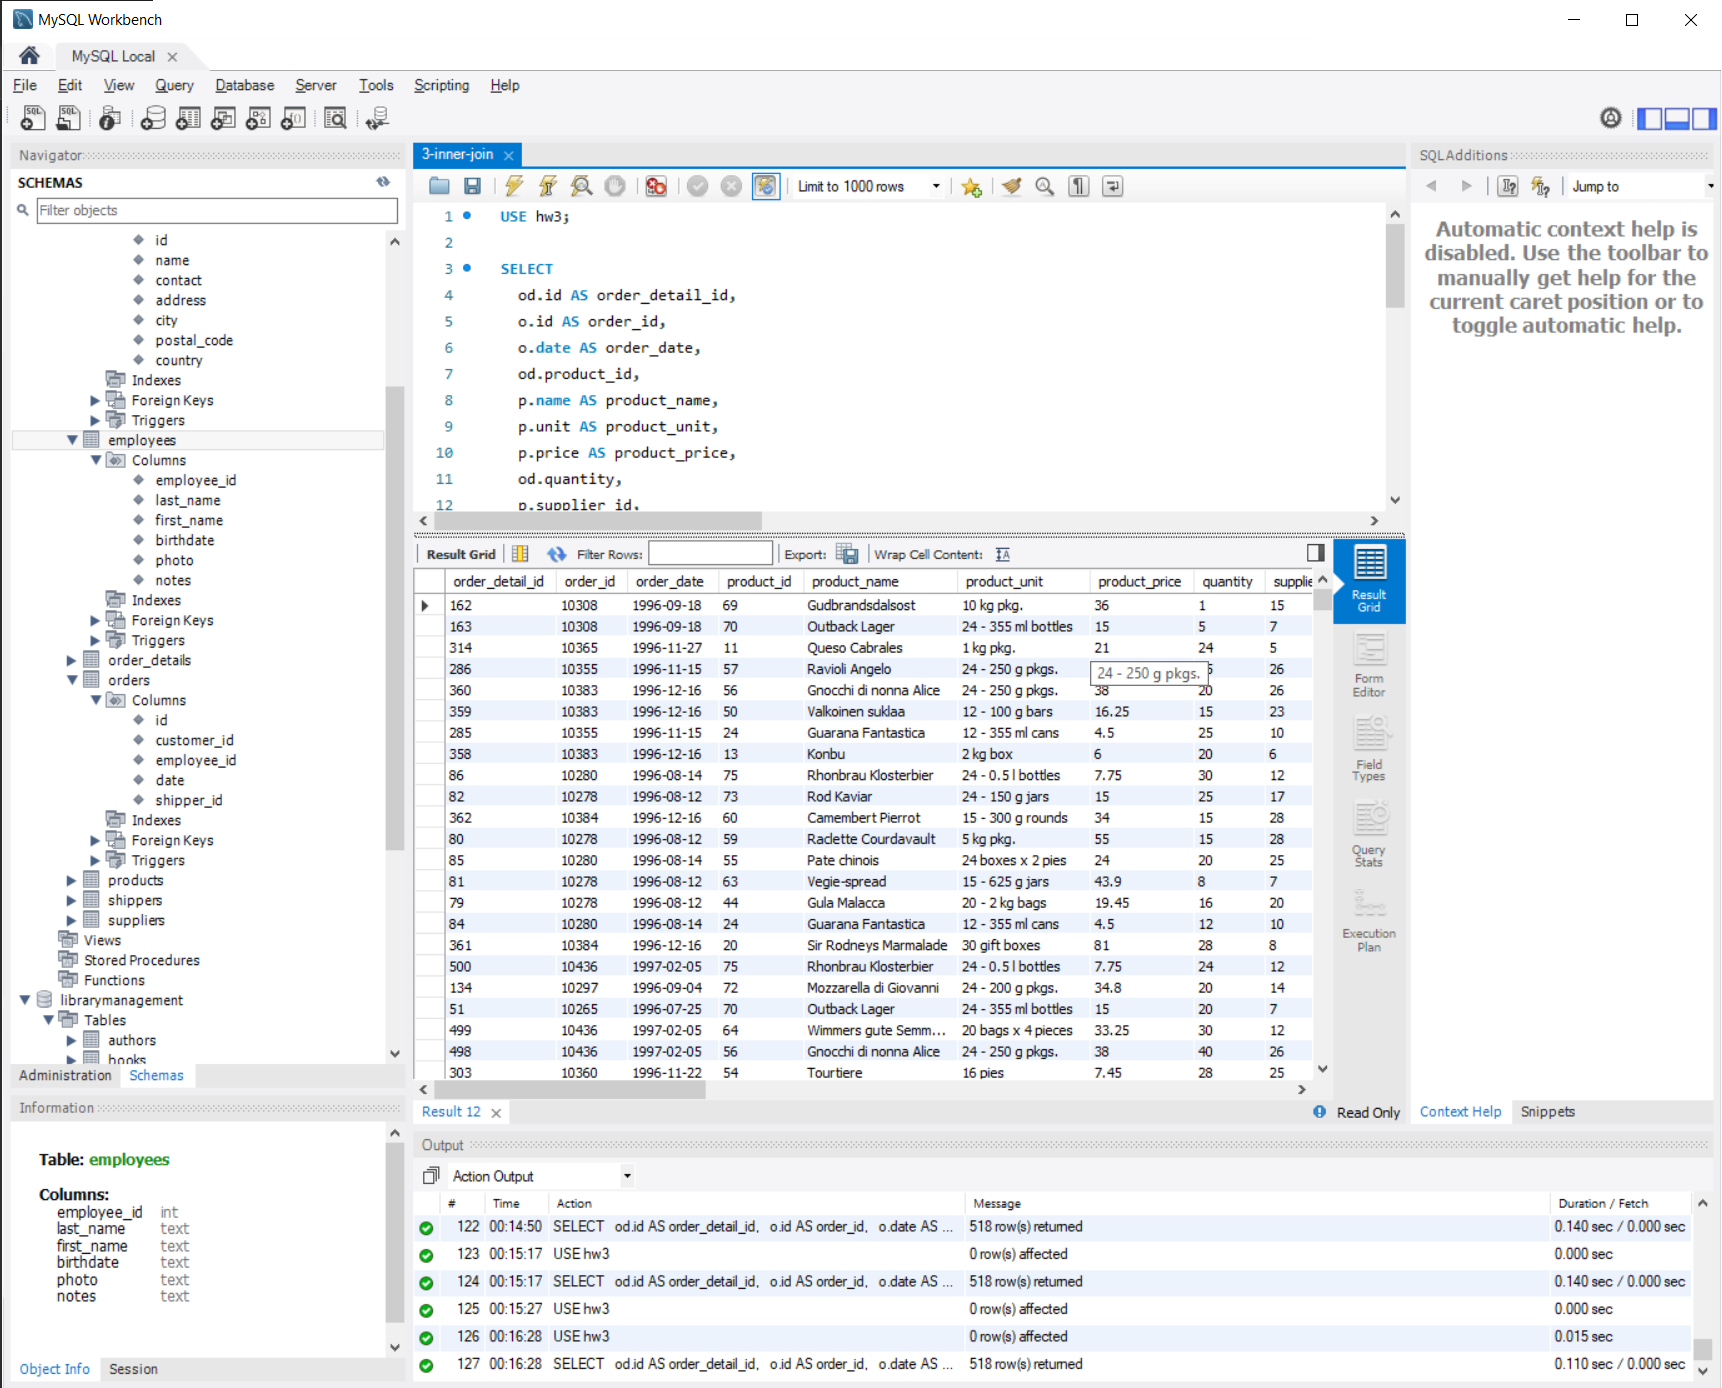 MySQL Workbench
MySQL Local
File Edit View Query Database Server Tools Scripting Help
Navigator
SCHEMAS
Filter objects
id
name
contact
address
city
postal_code
country
Indexes
Foreign Keys
Triggers
employees
Columns
employee_id
last_name
first_name
birthdate
photo
notes
Indexes
Foreign Keys
Triggers
order_details
orders
Columns
id
customer_id
employee_id
date
shipper_id
Indexes
Foreign Keys
Triggers
products
shippers
suppliers
Views
Stored Procedures
Functions
librarymanagement
Tables
authors
books
Administration Schemas
Information
Table: employees
Columns:
employee_id int
last_name text
first_name text
birthdate text
photo text
notes text
Object Info Session
3-inner-join
Limit to 1000 rows
1 USE hw3;
2
3 SELECT
4 od.id AS order_detail_id,
5 o.id AS order_id,
6 o.date AS order_date,
7 od.product_id,
8 p.name AS product_name,
9 p.unit AS product_unit,
10 p.price AS product_price,
11 od.quantity,
12 p.supplier_id,
Result Grid Filter Rows: Export: Wrap Cell Content:
order_detail_id order_id order_date product_id product_name product_unit product_price quantity supplie
162 10308 1996-09-18 69 Gudbrandsdalsost 10 kg pkg. 36 1 15
163 10308 1996-09-18 70 Outback Lager 24 - 355 ml bottles 15 5 7
314 10365 1996-11-27 11 Queso Cabrales 1 kg pkg. 21 24 5
286 10355 1996-11-15 57 Ravioli Angelo 24 - 250 g pkgs. 26
24 - 250 g pkgs.
360 10383 1996-12-16 56 Gnocchi di nonna Alice 24 - 250 g pkgs. 38 20 26
359 10383 1996-12-16 50 Valkoinen suklaa 12 - 100 g bars 16.25 15 23
285 10355 1996-11-15 24 Guarana Fantastica 12 - 355 ml cans 4.5 25 10
358 10383 1996-12-16 13 Konbu 2 kg box 6 20 6
86 10280 1996-08-14 75 Rhonbrau Klosterbier 24 - 0.5 l bottles 7.75 30 12
82 10278 1996-08-12 73 Rod Kaviar 24 - 150 g jars 15 25 17
362 10384 1996-12-16 60 Camembert Pierrot 15 - 300 g rounds 34 15 28
80 10278 1996-08-12 59 Raclette Courdavault 5 kg pkg. 55 15 28
85 10280 1996-08-14 55 Pate chinois 24 boxes x 2 pies 24 20 25
81 10278 1996-08-12 63 Vegie-spread 15 - 625 g jars 43.9 8 7
79 10278 1996-08-12 44 Gula Malacca 20 - 2 kg bags 19.45 16 20
84 10280 1996-08-14 24 Guarana Fantastica 12 - 355 ml cans 4.5 12 10
361 10384 1996-12-16 20 Sir Rodneys Marmalade 30 gift boxes 81 28 8
500 10436 1997-02-05 75 Rhonbrau Klosterbier 24 - 0.5 l bottles 7.75 24 12
134 10297 1996-09-04 72 Mozzarella di Giovanni 24 - 200 g pkgs. 34.8 20 14
51 10265 1996-07-25 70 Outback Lager 24 - 355 ml bottles 15 20 7
499 10436 1997-02-05 64 Wimmers gute Semm... 20 bags x 4 pieces 33.25 30 12
498 10436 1997-02-05 56 Gnocchi di nonna Alice 24 - 250 g pkgs. 38 40 26
303 10360 1996-11-22 54 Tourtiere 16 pies 7.45 28 25
Result Grid
Form Editor
Field Types
Query Stats
Execution Plan
Result 12
Read Only
SQLAdditions
Jump to
Automatic context help is
disabled. Use the toolbar to
manually get help for the
current caret position or to
toggle automatic help.
Context Help Snippets
Output
Action Output
# Time Action Message Duration / Fetch
122 00:14:50 SELECT od.id AS order_detail_id, o.id AS order_id, o.date AS ... 518 row(s) returned 0.140 sec / 0.000 sec
123 00:15:17 USE hw3 0 row(s) affected 0.000 sec
124 00:15:17 SELECT od.id AS order_detail_id, o.id AS order_id, o.date AS ... 518 row(s) returned 0.140 sec / 0.000 sec
125 00:15:27 USE hw3 0 row(s) affected 0.000 sec
126 00:16:28 USE hw3 0 row(s) affected 0.015 sec
127 00:16:28 SELECT od.id AS order_detail_id, o.id AS order_id, o.date AS ... 518 row(s) returned 0.110 sec / 0.000 sec